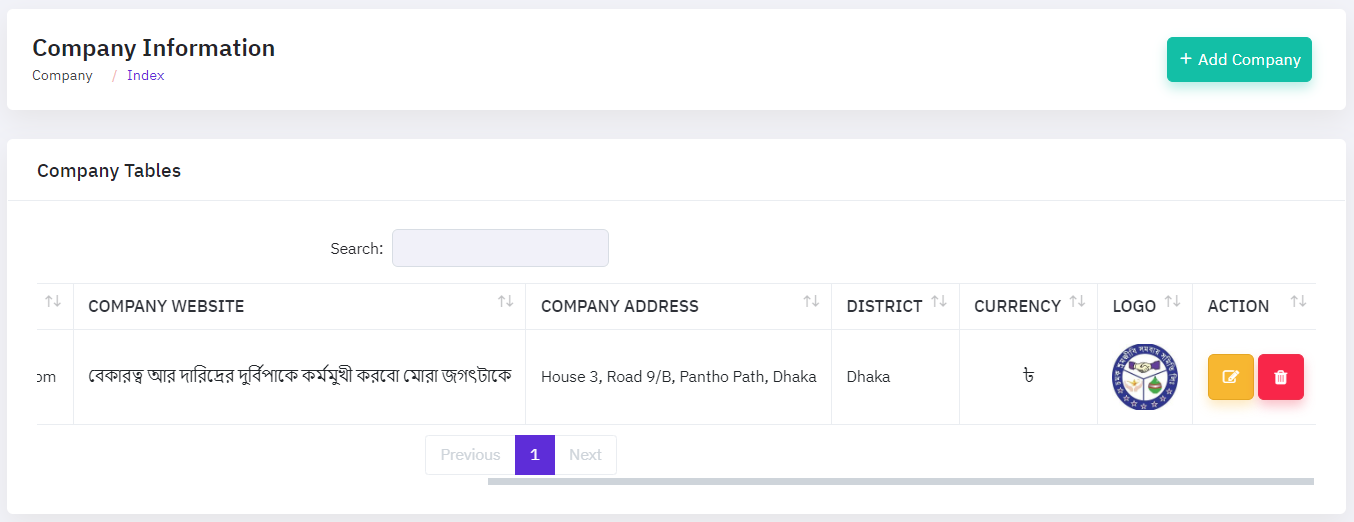 Company Information
Company / Index
+ Add Company
Company Tables
Search:
COMPANY WEBSITE COMPANY ADDRESS DISTRICT CURRENCY LOGO ACTION
om বেকারত্ব আর দারিদ্রের দুর্বিপাকে কর্মমুখী করবো মোরা জগৎটাকে House 3, Road 9/B, Pantho Path, Dhaka Dhaka ৳
Previous 1 Next